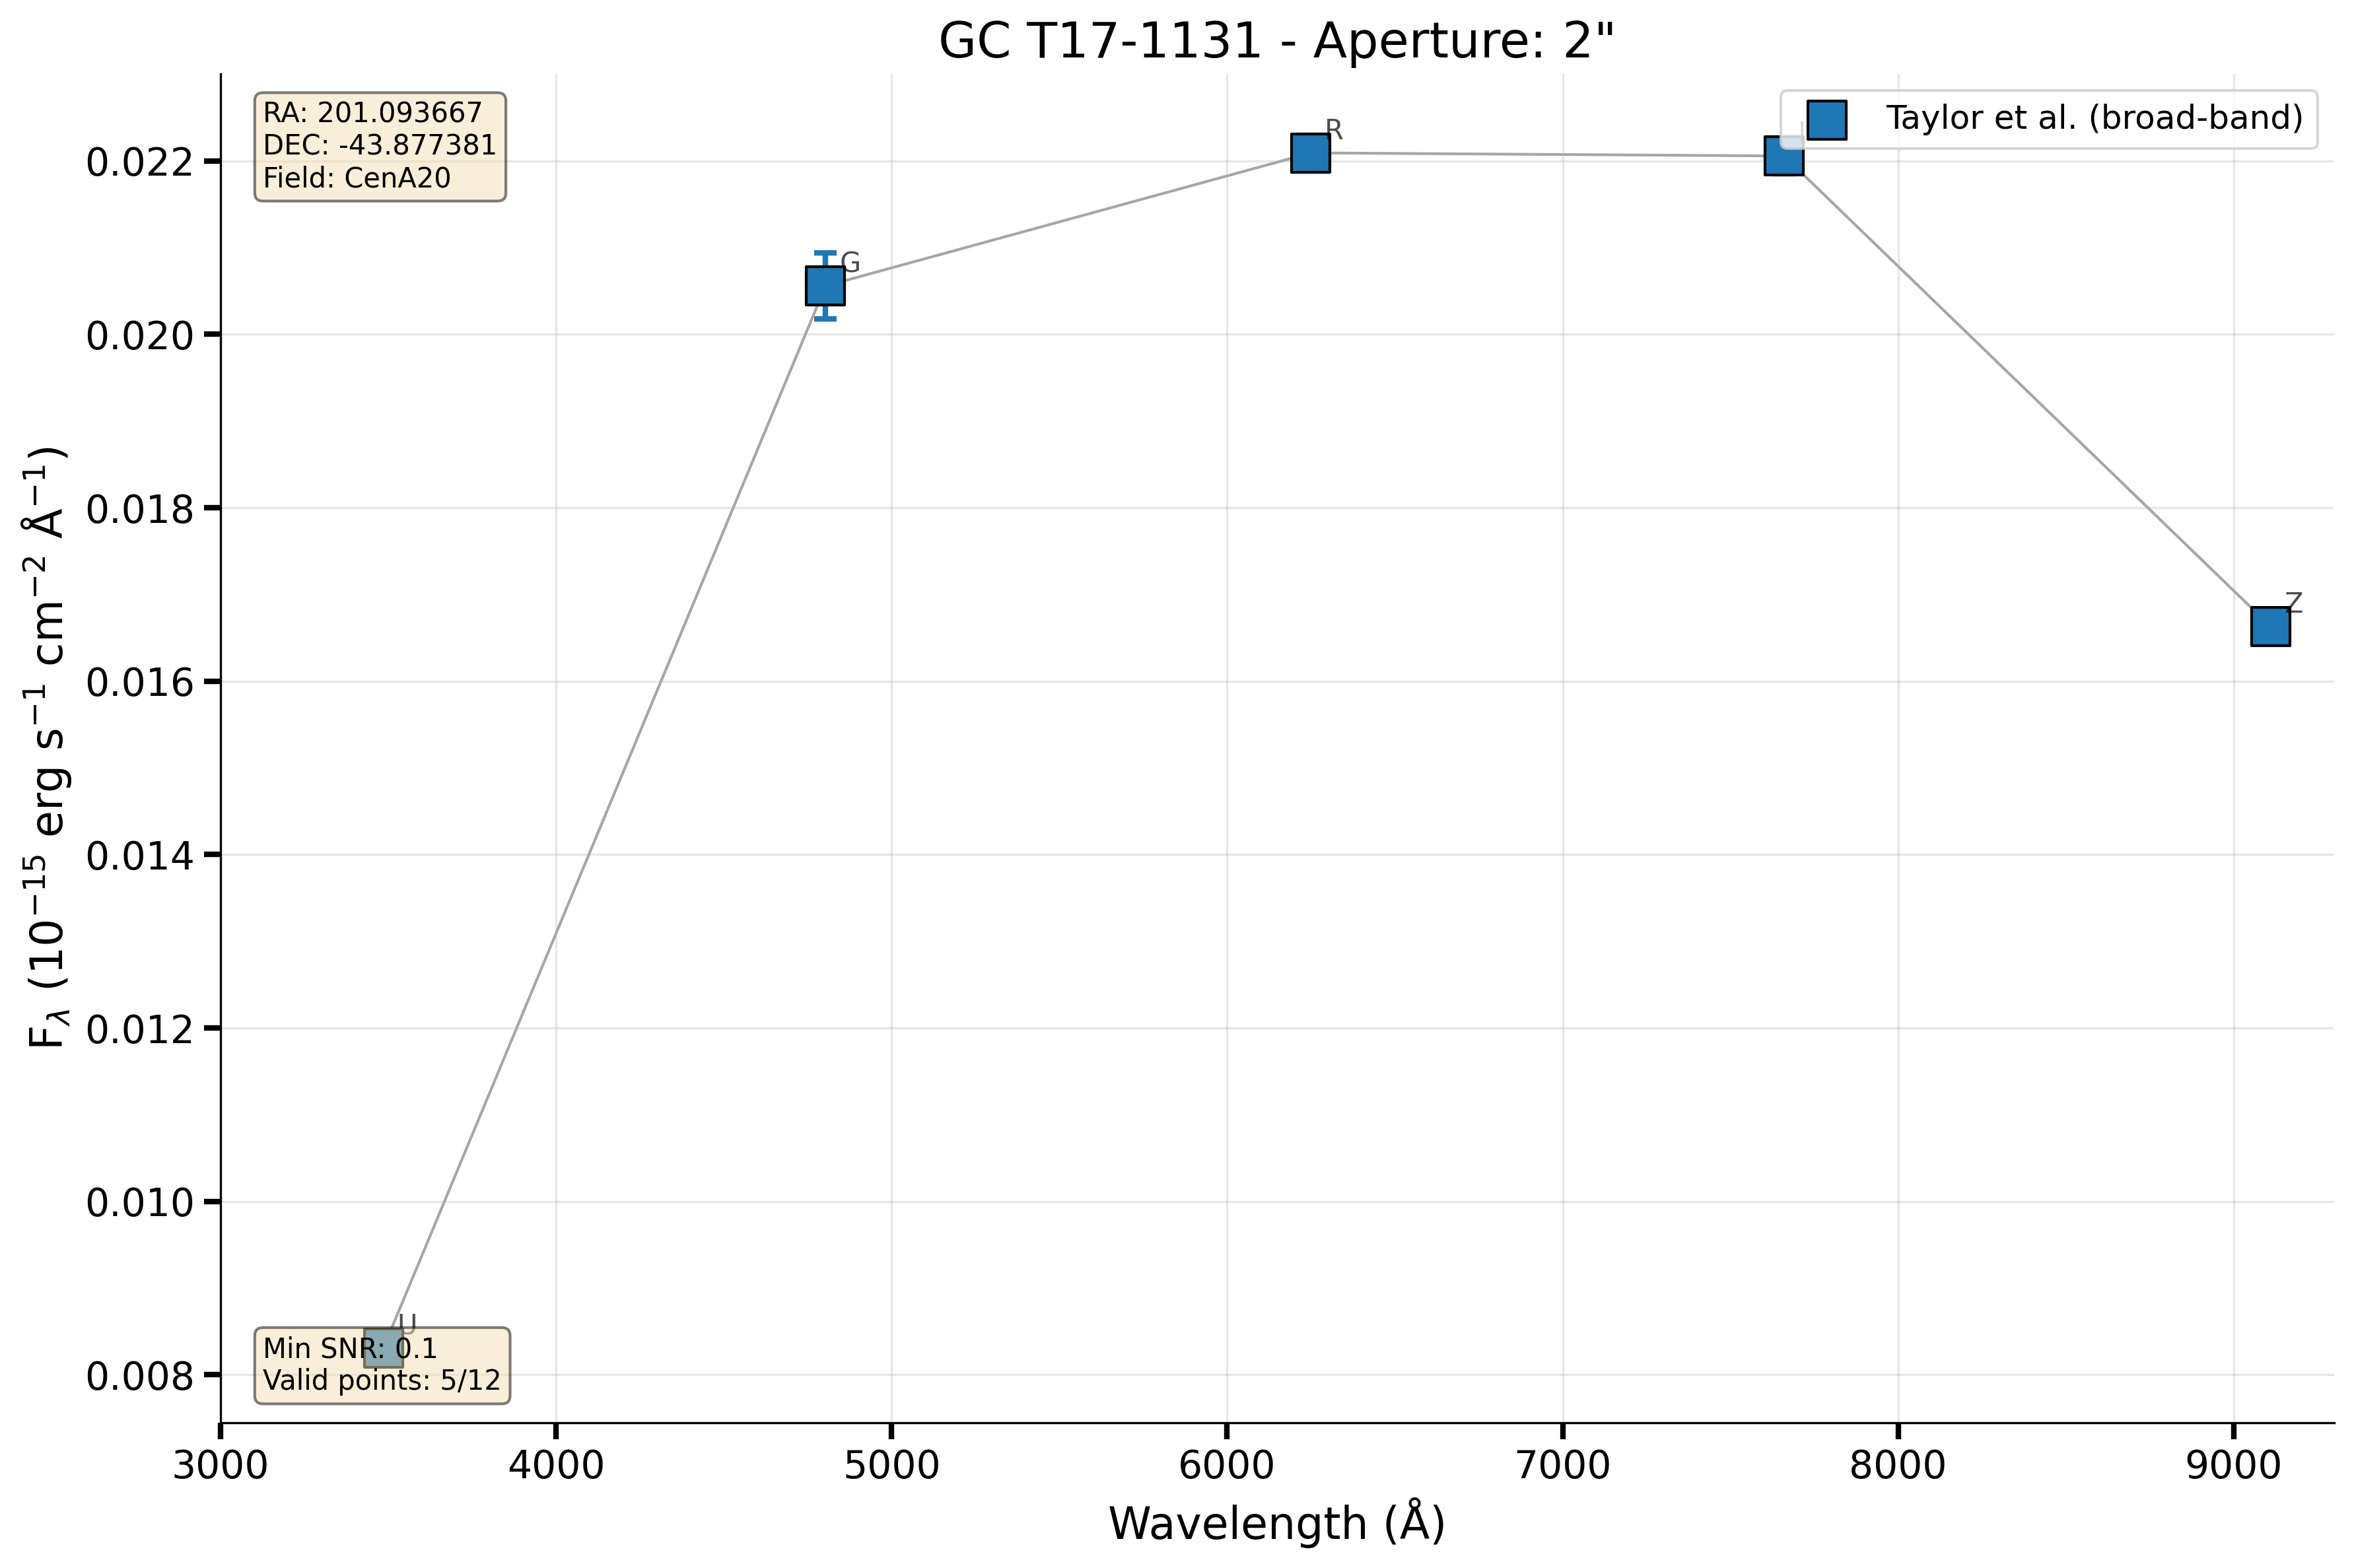 GC T17-1131 - Aperture: 2"
RA: 201.093667
DEC: -43.877381
Field: CenA20
Taylor et al. (broad-band)
R
G
Z
U
Min SNR: 0.1
Valid points: 5/12
F_λ (10⁻¹⁵ erg s⁻¹ cm⁻² Å⁻¹)
0.022
0.020
0.018
0.016
0.014
0.012
0.010
0.008
3000 4000 5000 6000 7000 8000 9000
Wavelength (Å)